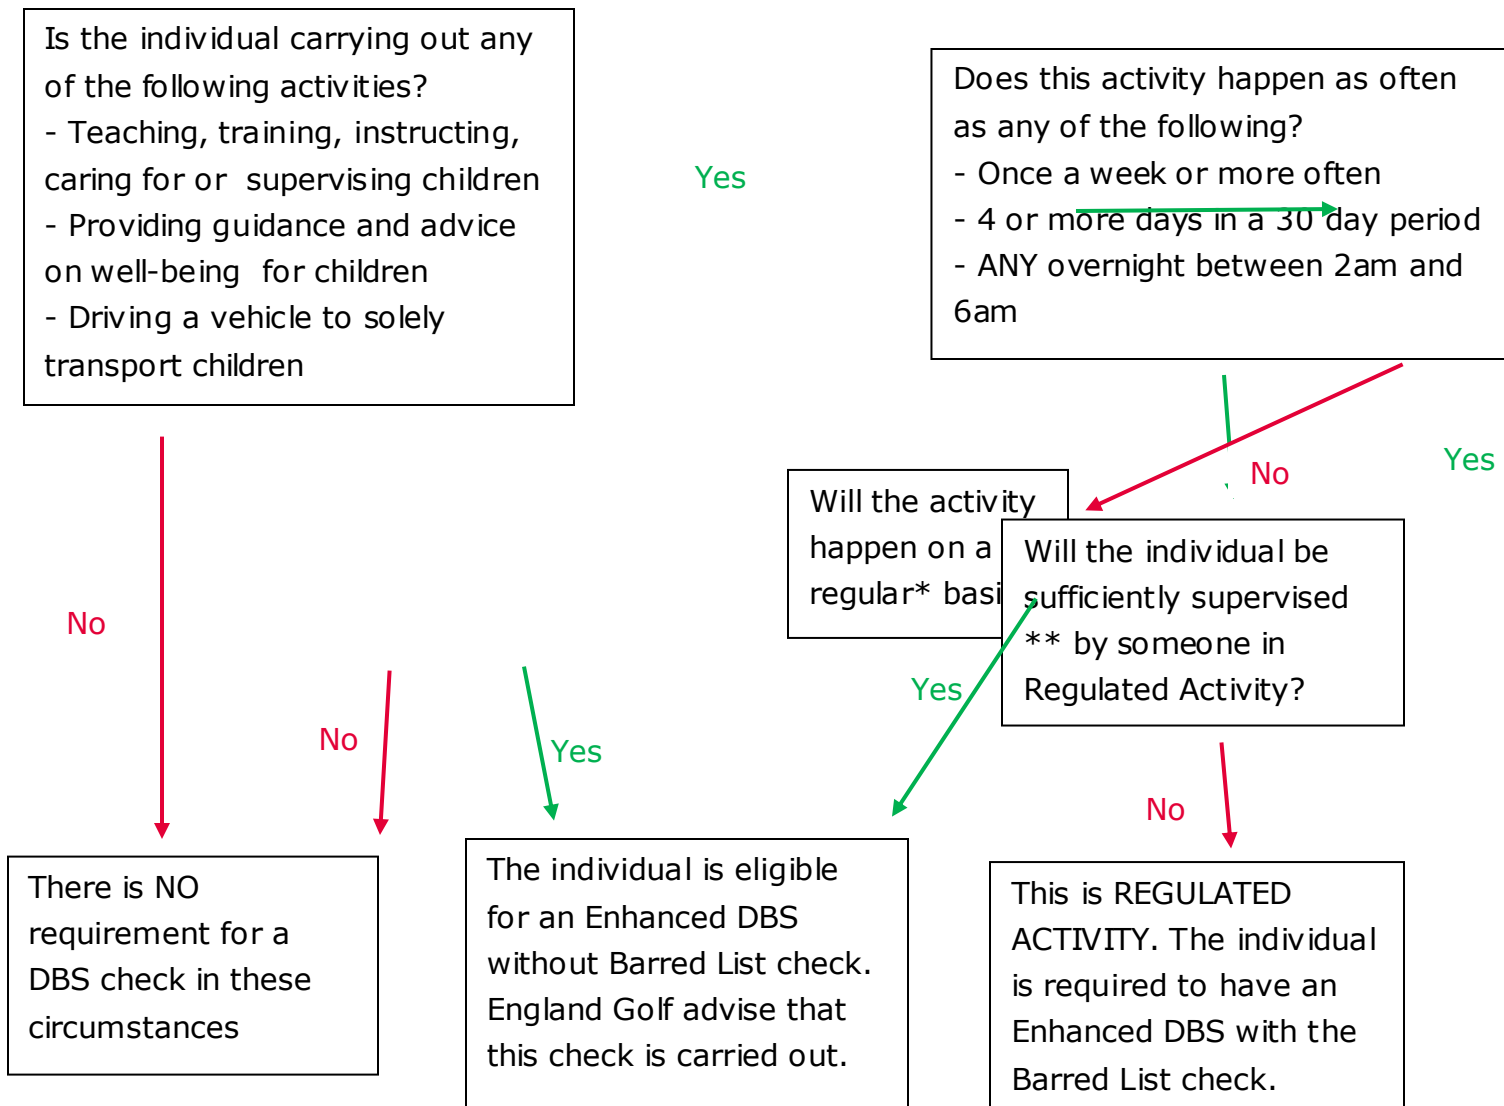 Is the individual carrying out any
of the following activities?
- Teaching, training, instructing,
caring for or supervising children
- Providing guidance and advice
on well-being for children
- Driving a vehicle to solely
transport children
Yes
Does this activity happen as often
as any of the following?
- Once a week or more often
- 4 or more days in a 30 day period
- ANY overnight between 2am and
6am
No
Yes
Will the activity
happen on a
regular* basi
Will the individual be
sufficiently supervised
** by someone in
Regulated Activity?
No
No
Yes
Yes
No
There is NO
requirement for a
DBS check in these
circumstances
The individual is eligible
for an Enhanced DBS
without Barred List check.
England Golf advise that
this check is carried out.
This is REGULATED
ACTIVITY. The individual
is required to have an
Enhanced DBS with the
Barred List check.